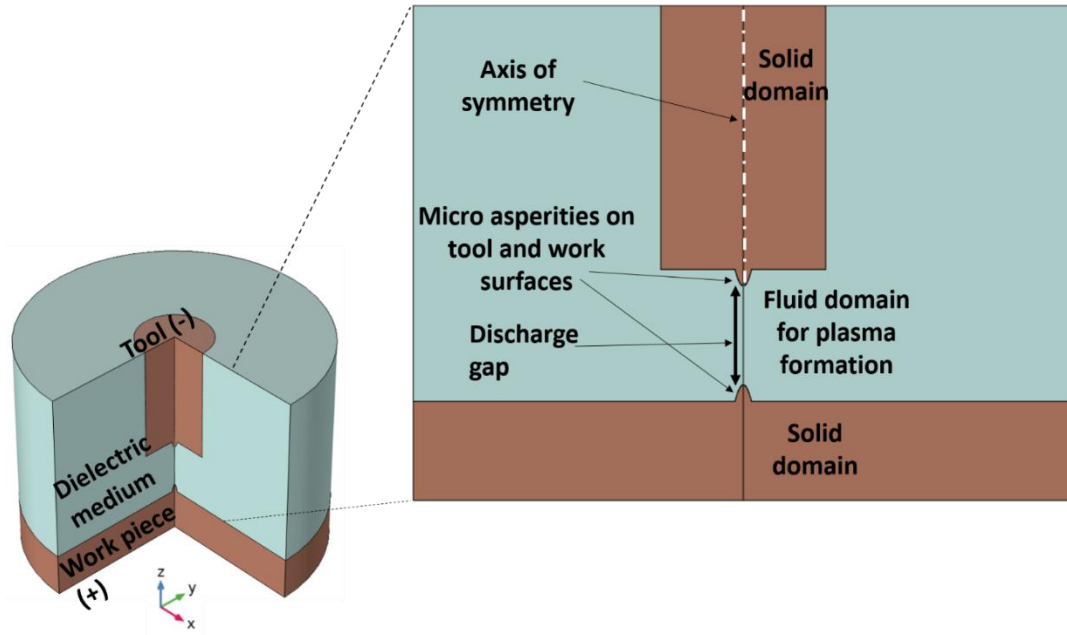 Tool (-)
Dielectric
medium
Work piece
(+)
z
y
x
Axis of
symmetry
Solid
domain
Micro asperities on
tool and work
surfaces
Discharge
gap
Fluid domain
for plasma
formation
Solid
domain